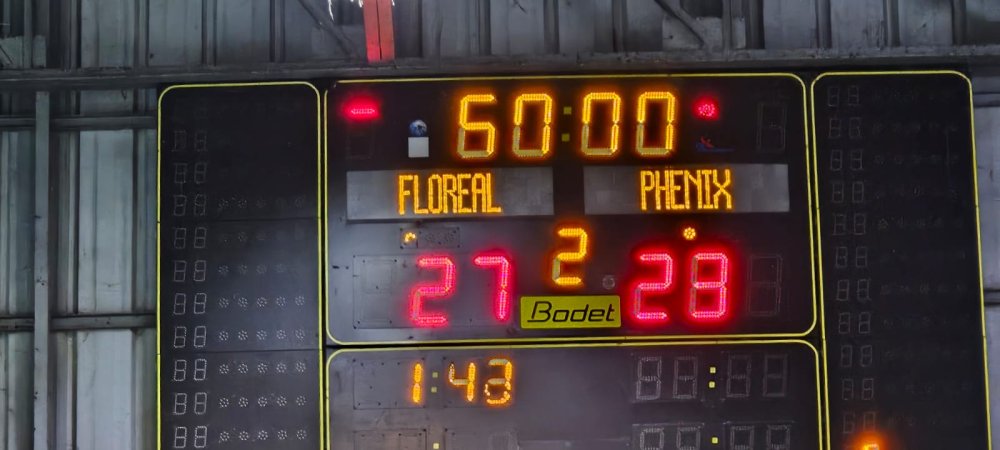 60:00
FLOREAL PHENIX
2
27 28
Bodet
1:43